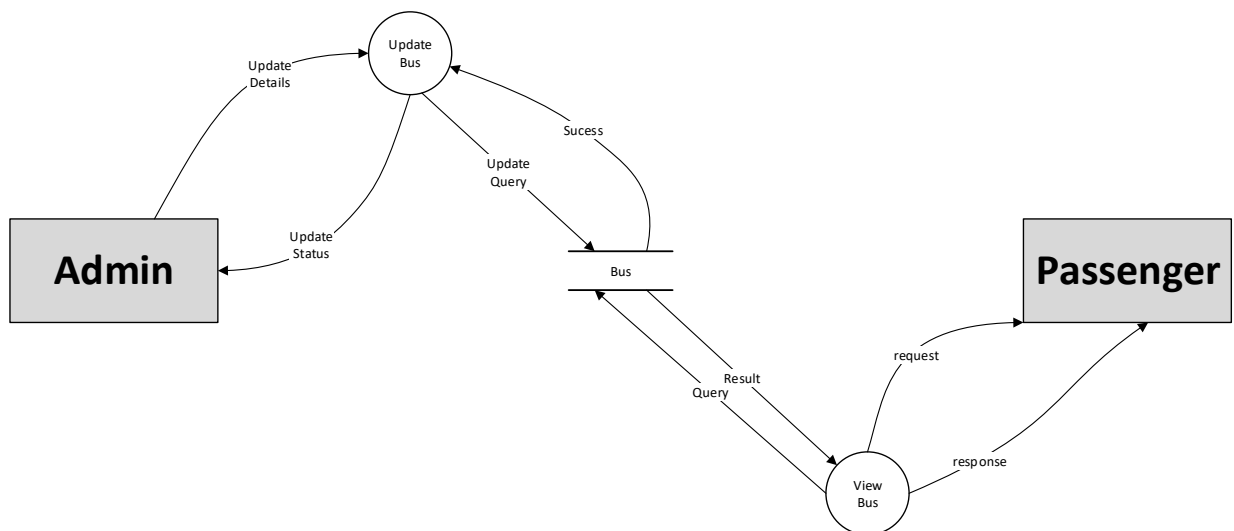 Update
Bus
Update
Details
Sucess
Update
Query
Update
Status
Admin
Bus
Passenger
request
Result
Query
response
View
Bus